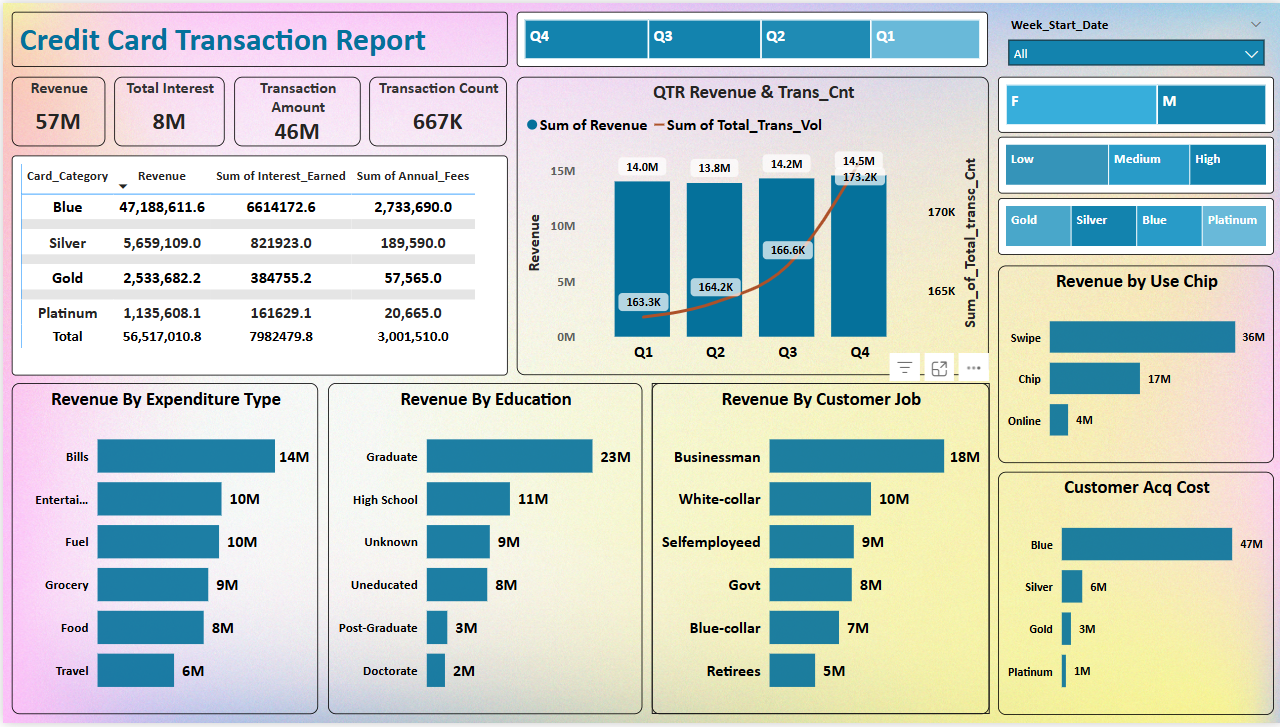 Credit Card Transaction Report
Q4 Q3 Q2 Q1
Week_Start_Date
All
Revenue
57M
Total Interest
8M
Transaction
Amount
46M
Transaction Count
667K
Card_Category Revenue Sum of Interest_Earned Sum of Annual_Fees
Blue 47,188,611.6 6614172.6 2,733,690.0
Silver 5,659,109.0 821923.0 189,590.0
Gold 2,533,682.2 384755.2 57,565.0
Platinum 1,135,608.1 161629.1 20,665.0
Total 56,517,010.8 7982479.8 3,001,510.0
QTR Revenue & Trans_Cnt
Sum of Revenue Sum of Total_Trans_Vol
Revenue
15M
10M
5M
0M
14.0M 13.8M 14.2M 14.5M
163.3K 164.2K 166.6K 173.2K
Q1 Q2 Q3 Q4
170K
165K
Sum_of_Total_transc_Cnt
F M
Low Medium High
Gold Silver Blue Platinum
Revenue by Use Chip
Swipe 36M
Chip 17M
Online 4M
Revenue By Expenditure Type
Bills 14M
Entertai... 10M
Fuel 10M
Grocery 9M
Food 8M
Travel 6M
Revenue By Education
Graduate 23M
High School 11M
Unknown 9M
Uneducated 8M
Post-Graduate 3M
Doctorate 2M
Revenue By Customer Job
Businessman 18M
White-collar 10M
Selfemployeed 9M
Govt 8M
Blue-collar 7M
Retirees 5M
Customer Acq Cost
Blue 47M
Silver 6M
Gold 3M
Platinum 1M